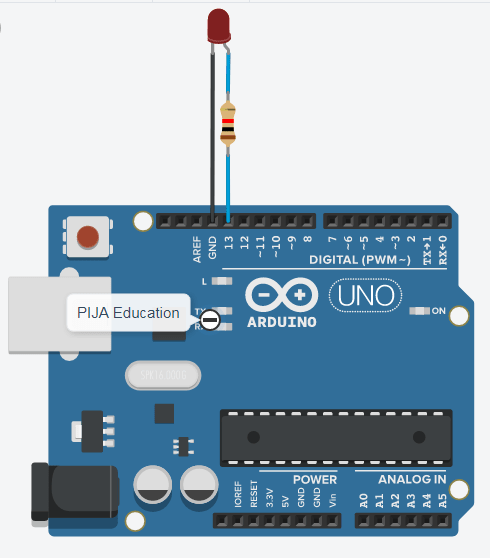 AREF
GND
13
12
~11
~10
~9
8
7
~6
~5
4
~3
2
TX→1
RX←0
DIGITAL (PWM~)
L
TX
PIJA Education
ARDUINO
UNO
ON
POWER
ANALOG IN
IOREF
RESET
3.3V
5V
GND
GND
Vin
A0
A1
A2
A3
A4
A5